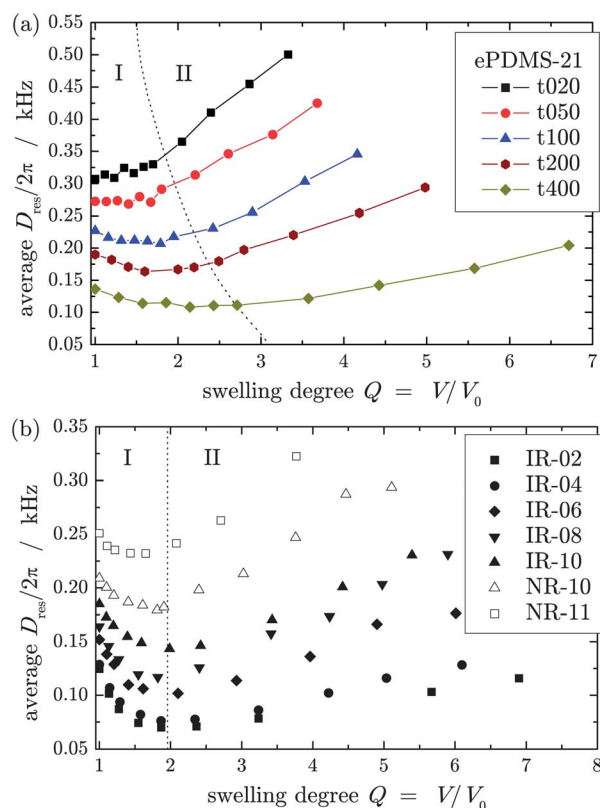 (a)
0.55
0.50
0.45
0.40
0.35
0.30
0.25
0.20
0.15
0.10
0.05
average D_res/2π / kHz
I
II
ePDMS-21
t020
t050
t100
t200
t400
1 2 3 4 5 6 7
swelling degree Q = V/V_0
(b)
0.35
0.30
0.25
0.20
0.15
0.10
0.05
average D_res/2π / kHz
I
II
IR-02
IR-04
IR-06
IR-08
IR-10
NR-10
NR-11
1 2 3 4 5 6 7 8
swelling degree Q = V/V_0